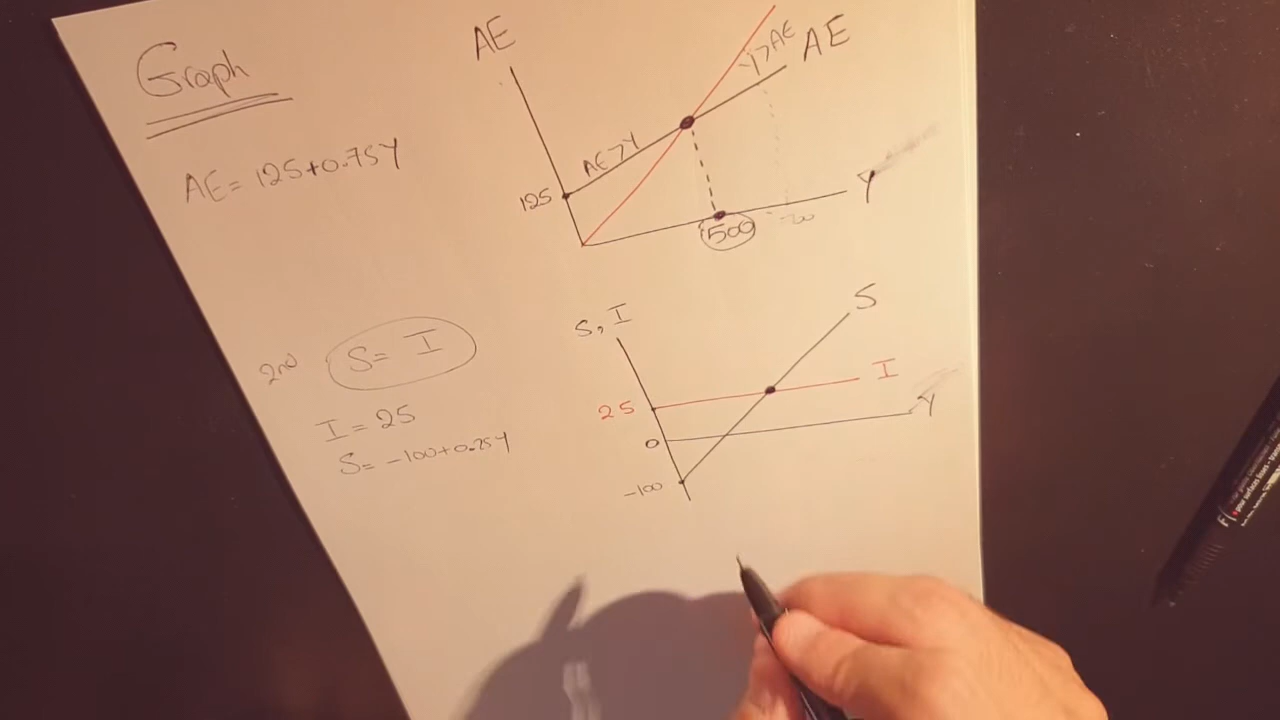 Graph
AE
Y>AE
AE
AE = 125+0.75Y
AE>Y
125
500
Y
2nd
S = I
I = 25
S = -100+0.25Y
S, I
S
I
25
0
Y
-100